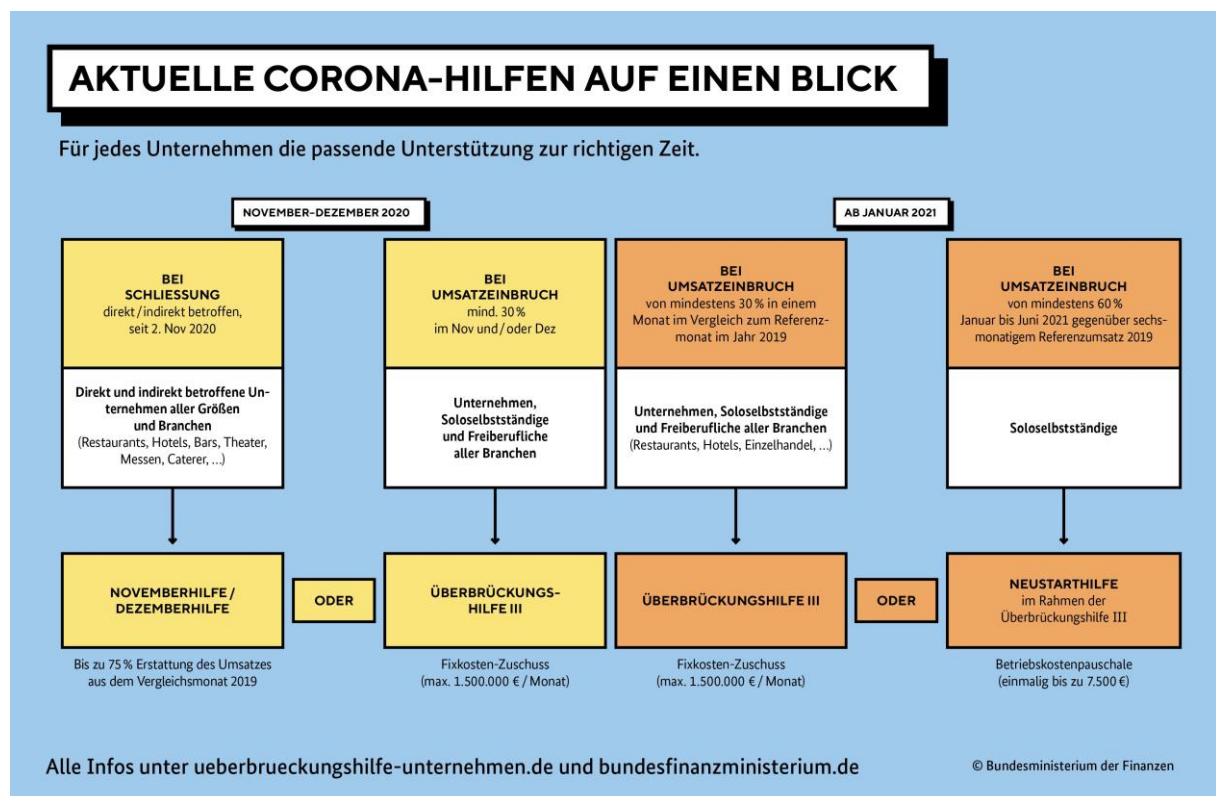 AKTUELLE CORONA-HILFEN AUF EINEN BLICK
Für jedes Unternehmen die passende Unterstützung zur richtigen Zeit.
NOVEMBER–DEZEMBER 2020
BEI
SCHLIESSUNG
direkt / indirekt betroffen,
seit 2. Nov 2020
Direkt und indirekt betroffene Un-
ternehmen aller Größen
und Branchen
(Restaurants, Hotels, Bars, Theater,
Messen, Caterer, …)
NOVEMBERHILFE /
DEZEMBERHILFE
Bis zu 75 % Erstattung des Umsatzes
aus dem Vergleichsmonat 2019
ODER
BEI
UMSATZEINBRUCH
mind. 30 %
im Nov und / oder Dez
Unternehmen,
Soloselbstständige
und Freiberufliche
aller Branchen
ÜBERBRÜCKUNGS-
HILFE III
Fixkosten-Zuschuss
(max. 1.500.000 € / Monat)
AB JANUAR 2021
BEI
UMSATZEINBRUCH
von mindestens 30 % in einem
Monat im Vergleich zum Referenz-
monat im Jahr 2019
Unternehmen, Soloselbstständige
und Freiberufliche aller Branchen
(Restaurants, Hotels, Einzelhandel, …)
ÜBERBRÜCKUNGSHILFE III
Fixkosten-Zuschuss
(max. 1.500.000 € / Monat)
ODER
BEI
UMSATZEINBRUCH
von mindestens 60 %
Januar bis Juni 2021 gegenüber sechs-
monatigem Referenzumsatz 2019
Soloselbstständige
NEUSTARTHILFE
im Rahmen der
Überbrückungshilfe III
Betriebskostenpauschale
(einmalig bis zu 7.500 €)
Alle Infos unter ueberbrueckungshilfe-unternehmen.de und bundesfinanzministerium.de
© Bundesministerium der Finanzen